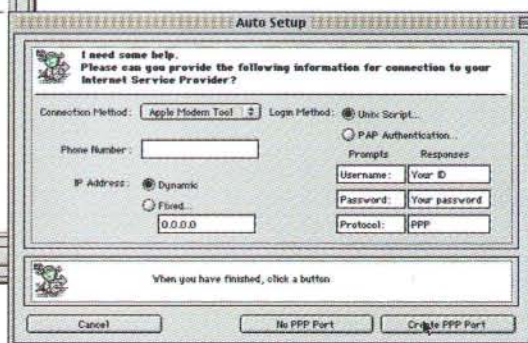 Auto Setup
I need some help.
Please can you provide the following information for connection to your
Internet Service Provider?
Connection Method: Apple Modem Tool
Login Method: Unix Script...
PAP Authentication...
Phone Number:
Prompts Responses
IP Address: Dynamic
Username: Your ID
Fixed...
Password: Your password
0.0.0.0
Protocol: PPP
When you have finished, click a button
Cancel No PPP Port Create PPP Port